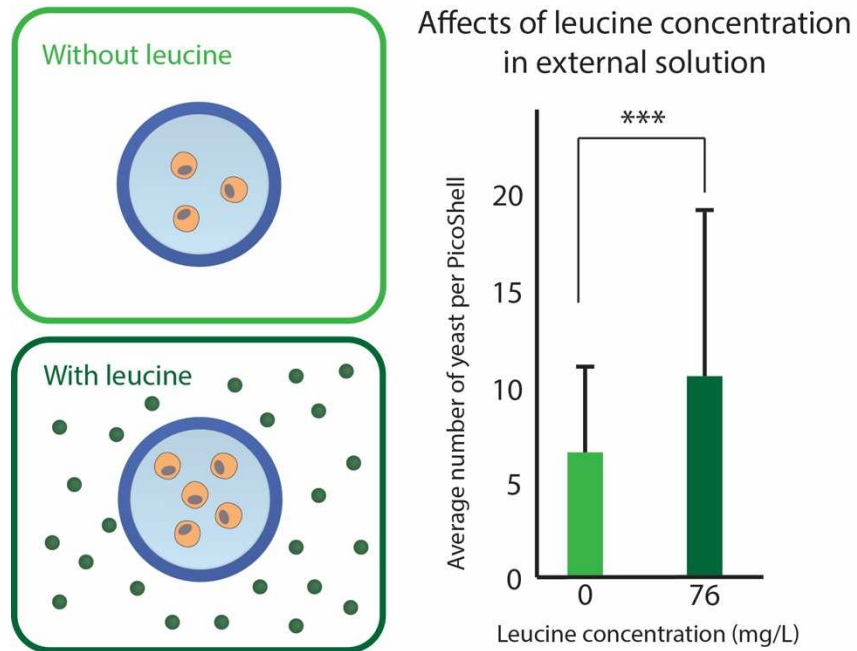 Without leucine
With leucine
Affects of leucine concentration
in external solution
***
Average number of yeast per PicoShell
20
15
10
5
0
0 76
Leucine concentration (mg/L)